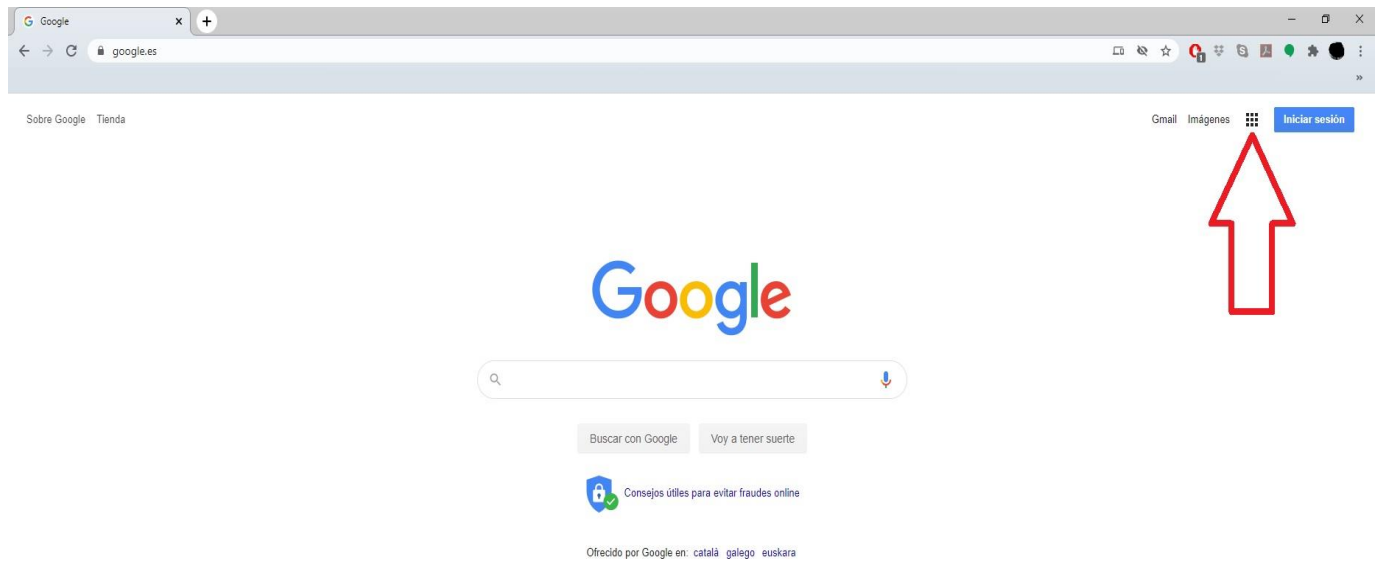 Google
google.es
1
Sobre Google Tienda
Gmail Imágenes Iniciar sesión
Google
Buscar con Google Voy a tener suerte
Consejos útiles para evitar fraudes online
Ofrecido por Google en: català galego euskara